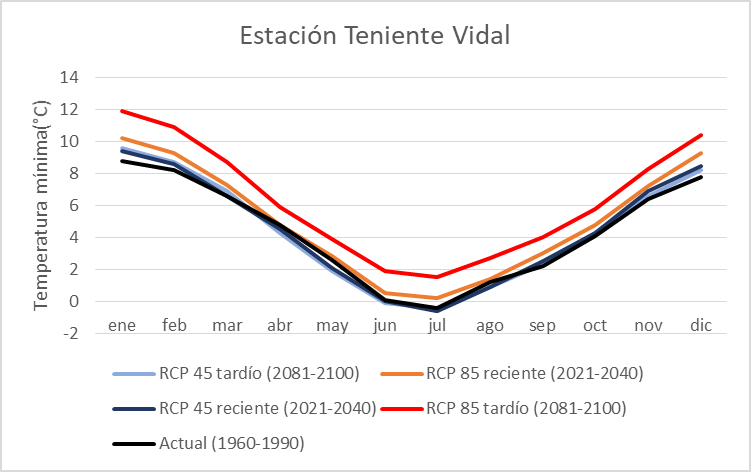 Estación Teniente Vidal
Temperatura mínima(°C)
14
12
10
8
6
4
2
0
-2
ene feb mar abr may jun jul ago sep oct nov dic
RCP 45 tardío (2081-2100) RCP 85 reciente (2021-2040)
RCP 45 reciente (2021-2040) RCP 85 tardío (2081-2100)
Actual (1960-1990)